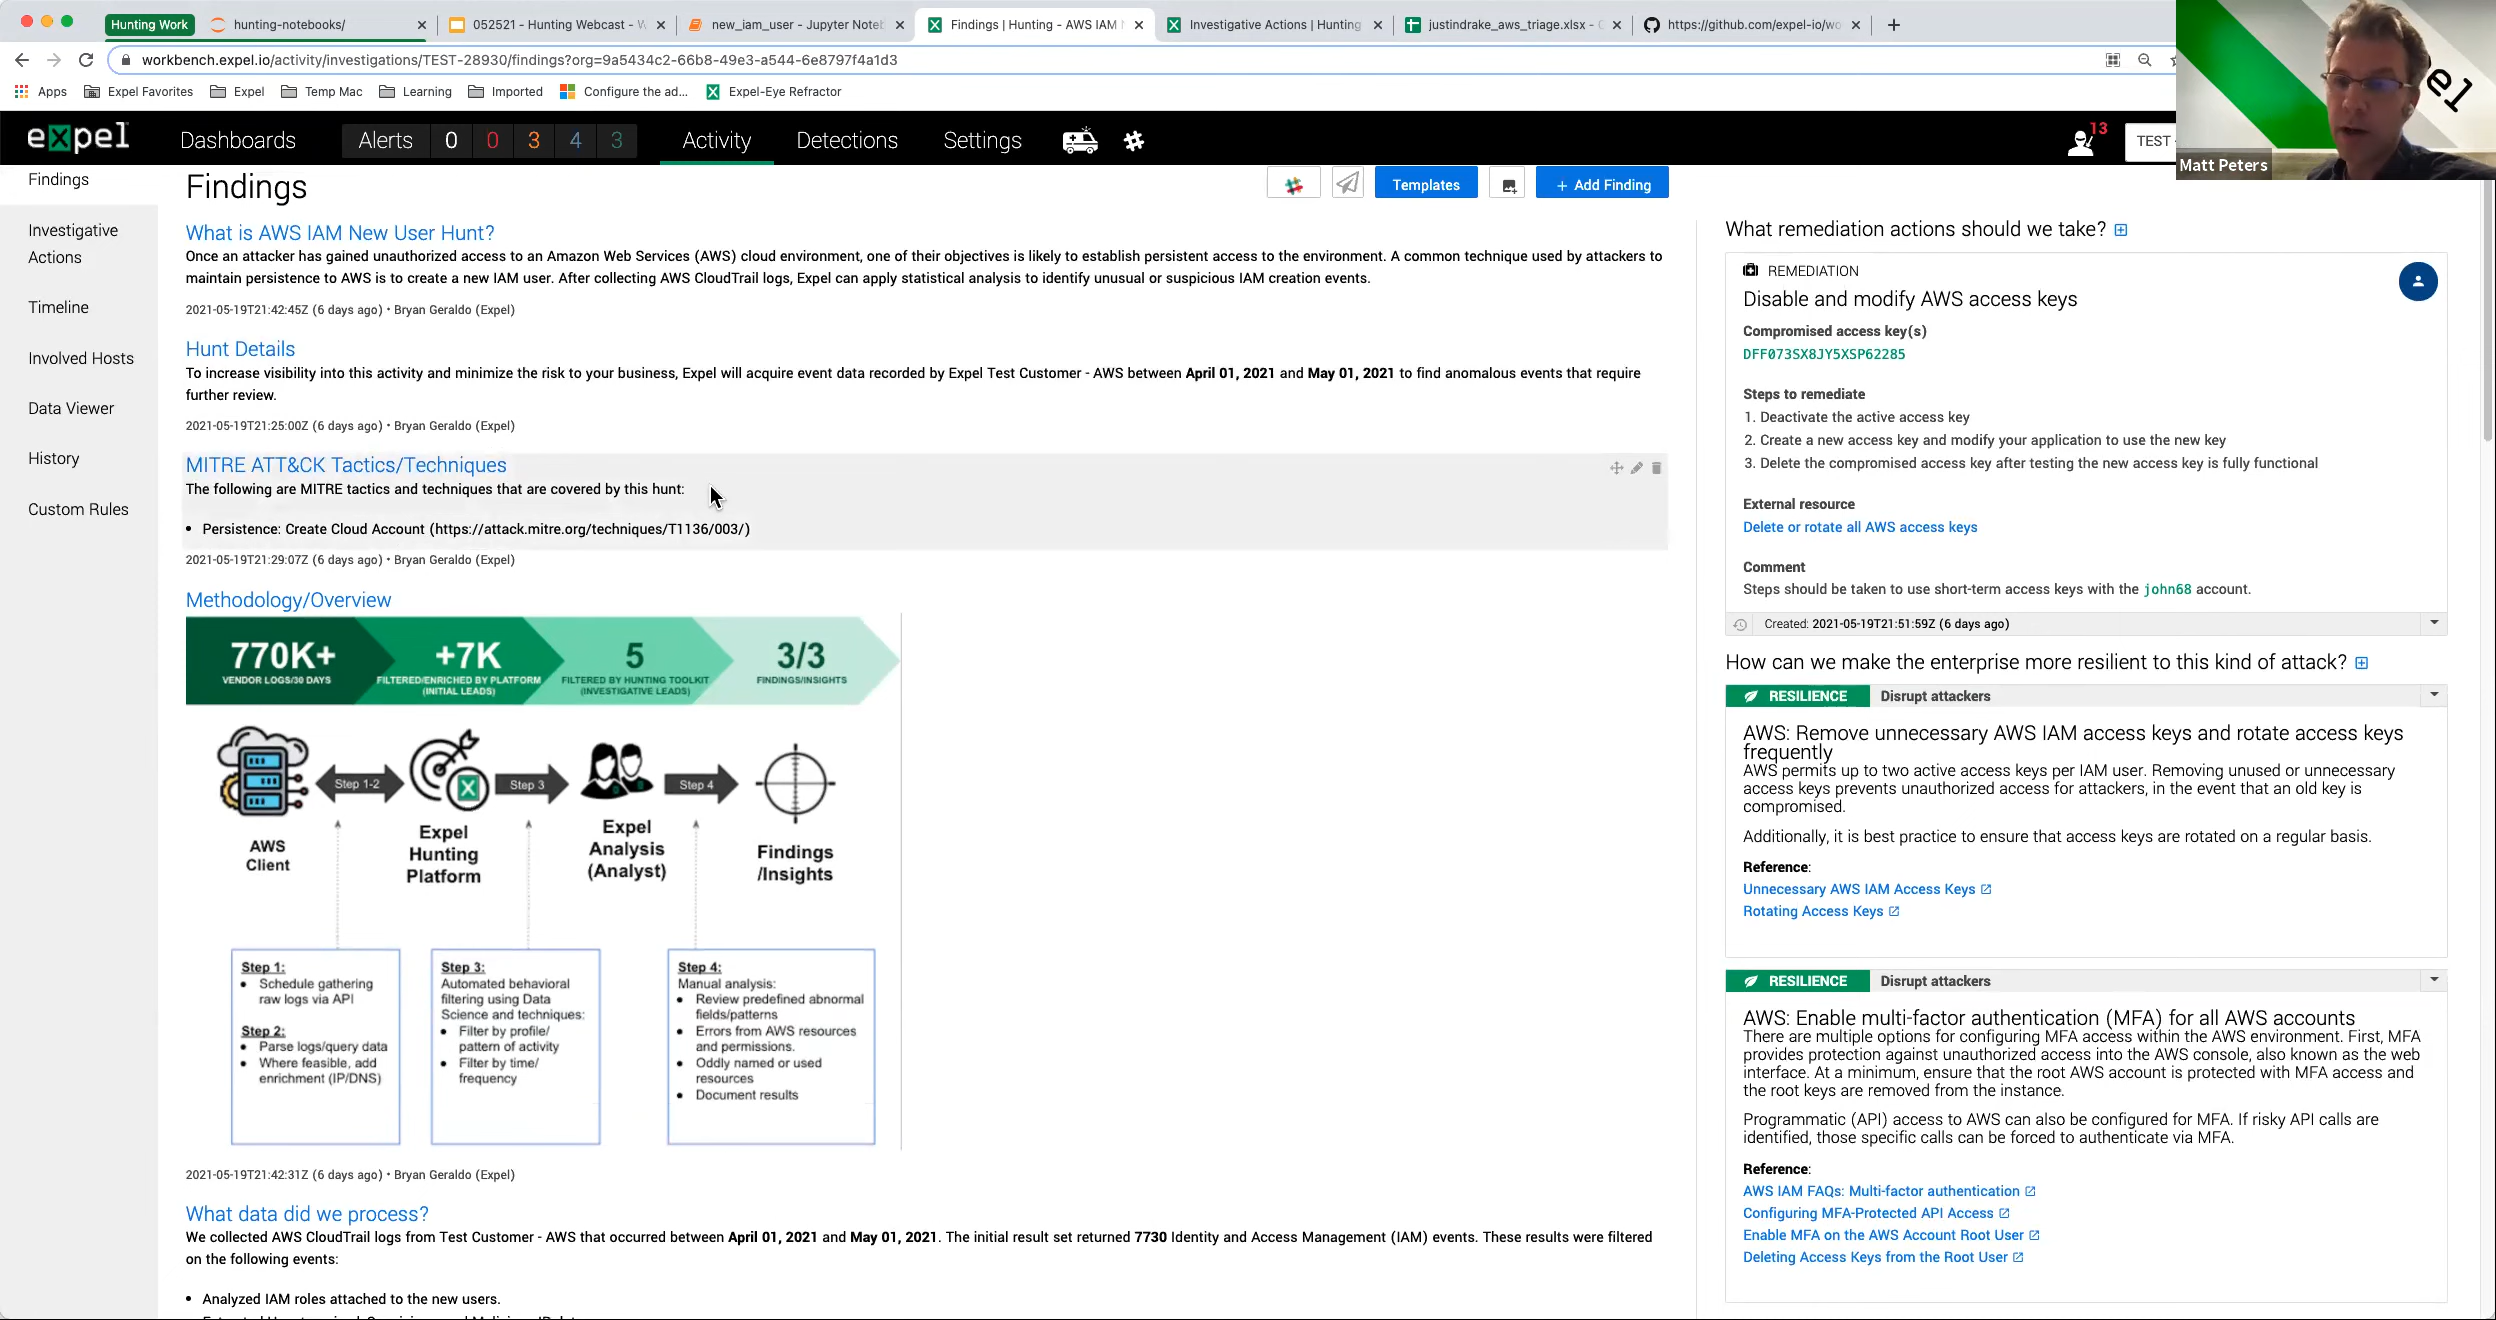 Hunting Work
hunting-notebooks/
052521 - Hunting Webcast - W
new_iam_user - Jupyter Noteb
Findings | Hunting - AWS IAM
Investigative Actions | Hunting
justindrake_aws_triage.xlsx - G
https://github.com/expel-io/wo
workbench.expel.io/activity/investigations/TEST-28930/findings?org=9a5434c2-66b8-49e3-a544-6e8797f4a1d3
Apps
Expel Favorites
Expel
Temp Mac
Learning
Imported
Configure the ad...
Expel-Eye Refractor
expel
Dashboards
Alerts 0 0 3 4 3
Activity
Detections
Settings
13
TEST
Matt Peters
Findings
Investigative
Actions
Timeline
Involved Hosts
Data Viewer
History
Custom Rules
Findings
Templates
+ Add Finding
What is AWS IAM New User Hunt?
Once an attacker has gained unauthorized access to an Amazon Web Services (AWS) cloud environment, one of their objectives is likely to establish persistent access to the environment. A common technique used by attackers to
maintain persistence to AWS is to create a new IAM user. After collecting AWS CloudTrail logs, Expel can apply statistical analysis to identify unusual or suspicious IAM creation events.
2021-05-19T21:42:45Z (6 days ago) • Bryan Geraldo (Expel)
Hunt Details
To increase visibility into this activity and minimize the risk to your business, Expel will acquire event data recorded by Expel Test Customer - AWS between April 01, 2021 and May 01, 2021 to find anomalous events that require
further review.
2021-05-19T21:25:00Z (6 days ago) • Bryan Geraldo (Expel)
MITRE ATT&CK Tactics/Techniques
The following are MITRE tactics and techniques that are covered by this hunt:
• Persistence: Create Cloud Account (https://attack.mitre.org/techniques/T1136/003/)
2021-05-19T21:29:07Z (6 days ago) • Bryan Geraldo (Expel)
Methodology/Overview
770K+
VENDOR LOGS/30 DAYS
+7K
FILTERED/ENRICHED BY PLATFORM
(INITIAL LEADS)
5
FILTERED BY HUNTING TOOLKIT
(INVESTIGATIVE LEADS)
3/3
FINDINGS/INSIGHTS
Step 1-2
Step 3
Step 4
AWS
Client
Expel
Hunting
Platform
Expel
Analysis
(Analyst)
Findings
/Insights
Step 1:
• Schedule gathering
raw logs via API
Step 2:
• Parse logs/query data
• Where feasible, add
enrichment (IP/DNS)
Step 3:
Automated behavioral
filtering using Data
Science and techniques:
• Filter by profile/
pattern of activity
• Filter by time/
frequency
Step 4:
Manual analysis:
• Review predefined abnormal
fields/patterns
• Errors from AWS resources
and permissions.
• Oddly named or used
resources
• Document results
2021-05-19T21:42:31Z (6 days ago) • Bryan Geraldo (Expel)
What data did we process?
We collected AWS CloudTrail logs from Test Customer - AWS that occurred between April 01, 2021 and May 01, 2021. The initial result set returned 7730 Identity and Access Management (IAM) events. These results were filtered
on the following events:
• Analyzed IAM roles attached to the new users.
What remediation actions should we take?
REMEDIATION
Disable and modify AWS access keys
Compromised access key(s)
DFF073SX8JY5XSP62285
Steps to remediate
1. Deactivate the active access key
2. Create a new access key and modify your application to use the new key
3. Delete the compromised access key after testing the new access key is fully functional
External resource
Delete or rotate all AWS access keys
Comment
Steps should be taken to use short-term access keys with the john68 account.
Created: 2021-05-19T21:51:59Z (6 days ago)
How can we make the enterprise more resilient to this kind of attack?
RESILIENCE
Disrupt attackers
AWS: Remove unnecessary AWS IAM access keys and rotate access keys
frequently
AWS permits up to two active access keys per IAM user. Removing unused or unnecessary
access keys prevents unauthorized access for attackers, in the event that an old key is
compromised.
Additionally, it is best practice to ensure that access keys are rotated on a regular basis.
Reference:
Unnecessary AWS IAM Access Keys
Rotating Access Keys
RESILIENCE
Disrupt attackers
AWS: Enable multi-factor authentication (MFA) for all AWS accounts
There are multiple options for configuring MFA access within the AWS environment. First, MFA
provides protection against unauthorized access into the AWS console, also known as the web
interface. At a minimum, ensure that the root AWS account is protected with MFA access and
the root keys are removed from the instance.
Programmatic (API) access to AWS can also be configured for MFA. If risky API calls are
identified, those specific calls can be forced to authenticate via MFA.
Reference:
AWS IAM FAQs: Multi-factor authentication
Configuring MFA-Protected API Access
Enable MFA on the AWS Account Root User
Deleting Access Keys from the Root User